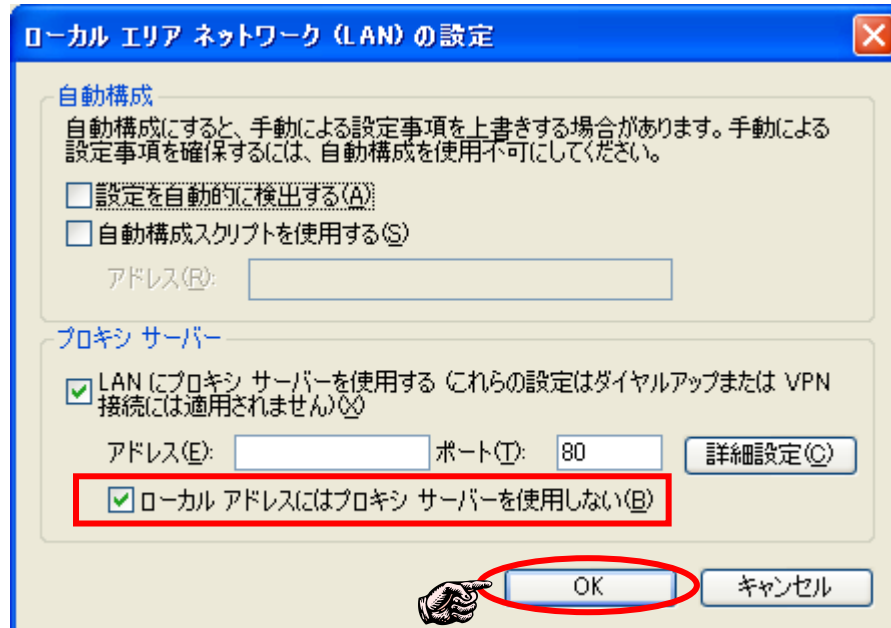 ローカル エリア ネットワーク (LAN) の設定
自動構成
自動構成にすると、手動による設定事項を上書きする場合があります。手動による
設定事項を確保するには、自動構成を使用不可にしてください。
設定を自動的に検出する(A)
自動構成スクリプトを使用する(S)
アドレス(R):
プロキシ サーバー
LAN にプロキシ サーバーを使用する (これらの設定はダイヤルアップまたは VPN
接続には適用されません)(X)
アドレス(E): ポート(T): 80 詳細設定(C)
ローカル アドレスにはプロキシ サーバーを使用しない(B)
OK キャンセル